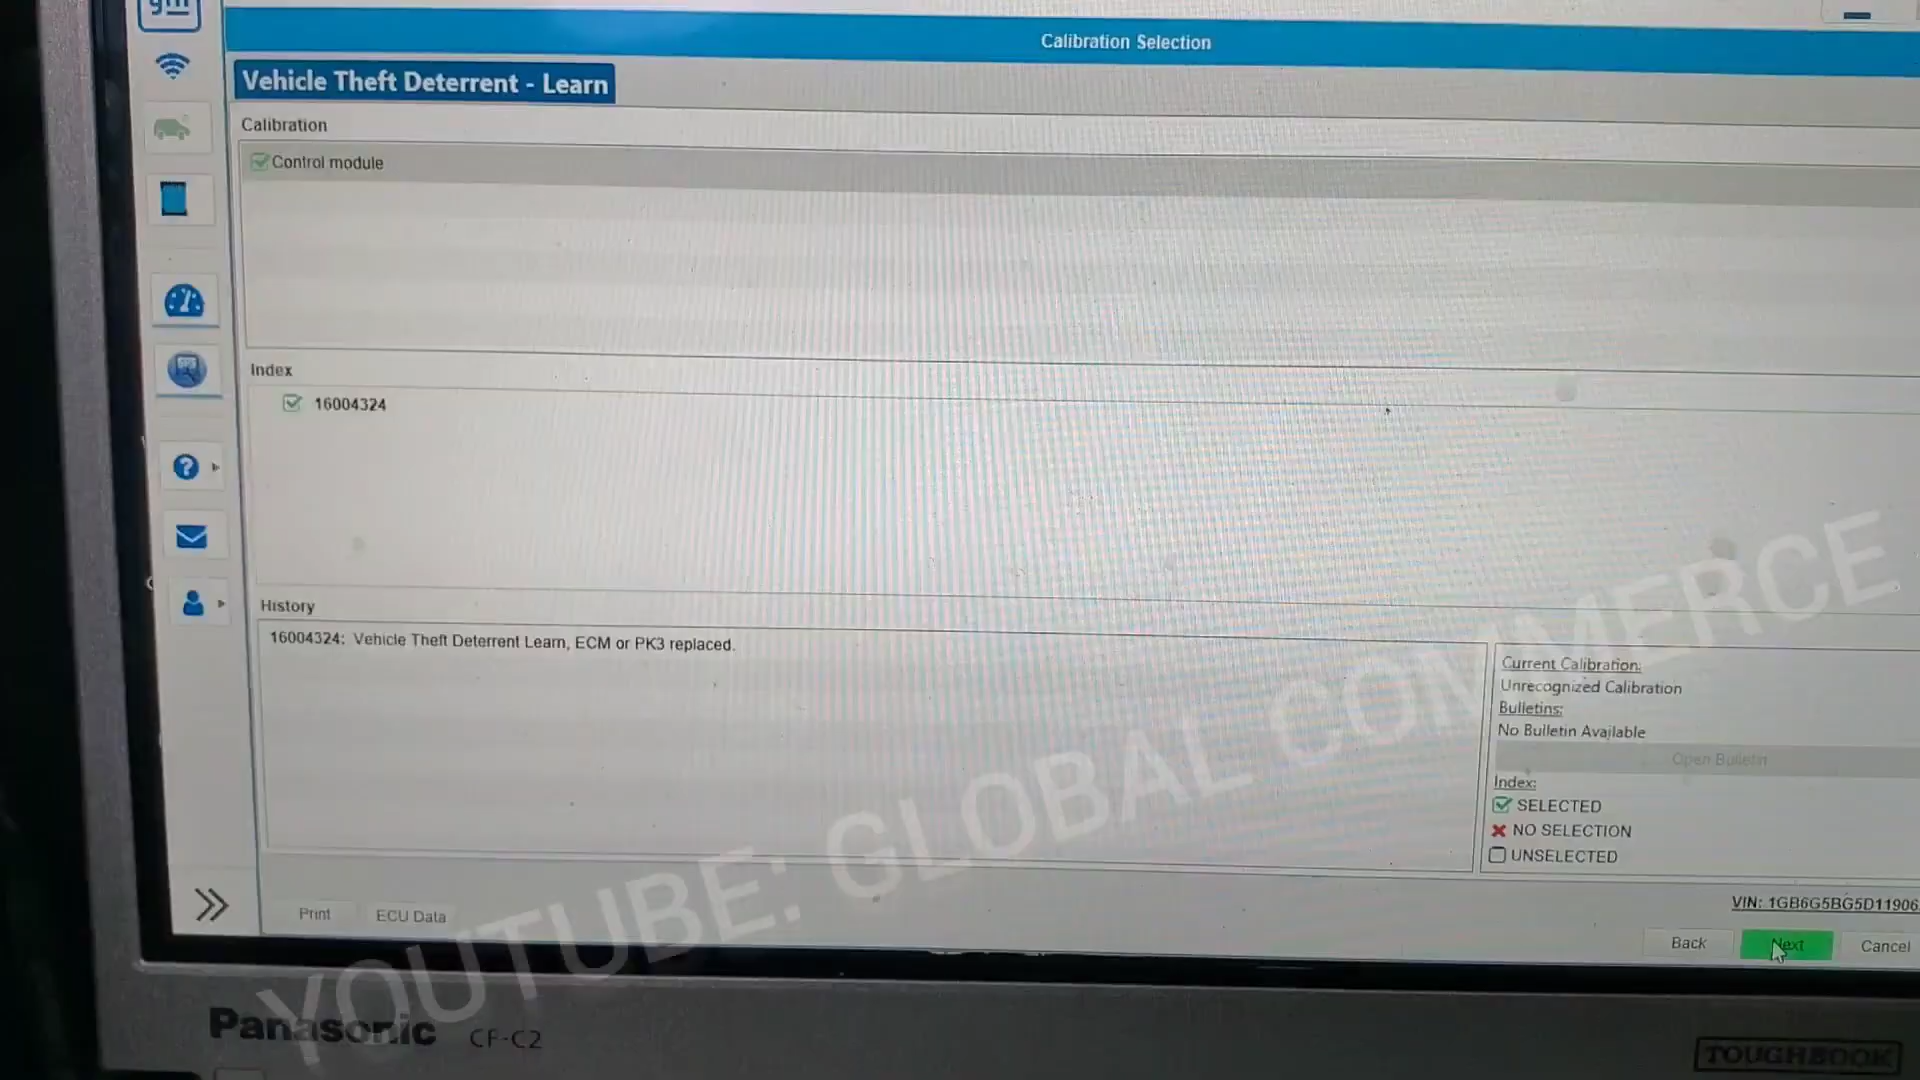 gm
Calibration Selection
Vehicle Theft Deterrent - Learn
Calibration
Control module
Index
16004324
History
16004324: Vehicle Theft Deterrent Learn, ECM or PK3 replaced.
Current Calibration:
Unrecognized Calibration
Bulletins:
No Bulletin Available
Open Bulletin
Index:
SELECTED
NO SELECTION
UNSELECTED
VIN: 1GB6G5BG5D11906
Print
ECU Data
Back
Next
Cancel
YOUTUBE: GLOBAL COMMERCE
Panasonic CF-C2
TOUGHBOOK